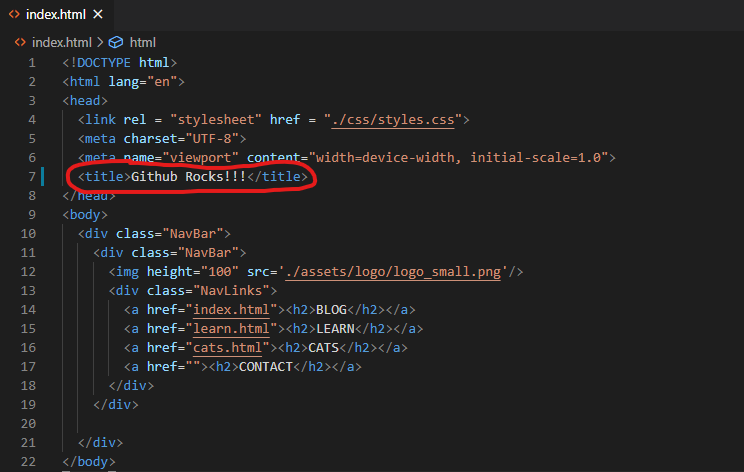 index.html
index.html > html
1 <!DOCTYPE html>
2 <html lang="en">
3 <head>
4 <link rel = "stylesheet" href = "./css/styles.css">
5 <meta charset="UTF-8">
6 <meta name="viewport" content="width=device-width, initial-scale=1.0">
7 <title>Github Rocks!!!</title>
8 </head>
9 <body>
10 <div class="NavBar">
11 <div class="NavBar">
12 <img height="100" src='./assets/logo/logo_small.png'/>
13 <div class="NavLinks">
14 <a href="index.html"><h2>BLOG</h2></a>
15 <a href="learn.html"><h2>LEARN</h2></a>
16 <a href="cats.html"><h2>CATS</h2></a>
17 <a href=""><h2>CONTACT</h2></a>
18 </div>
19 </div>
20
21 </div>
22 </body>